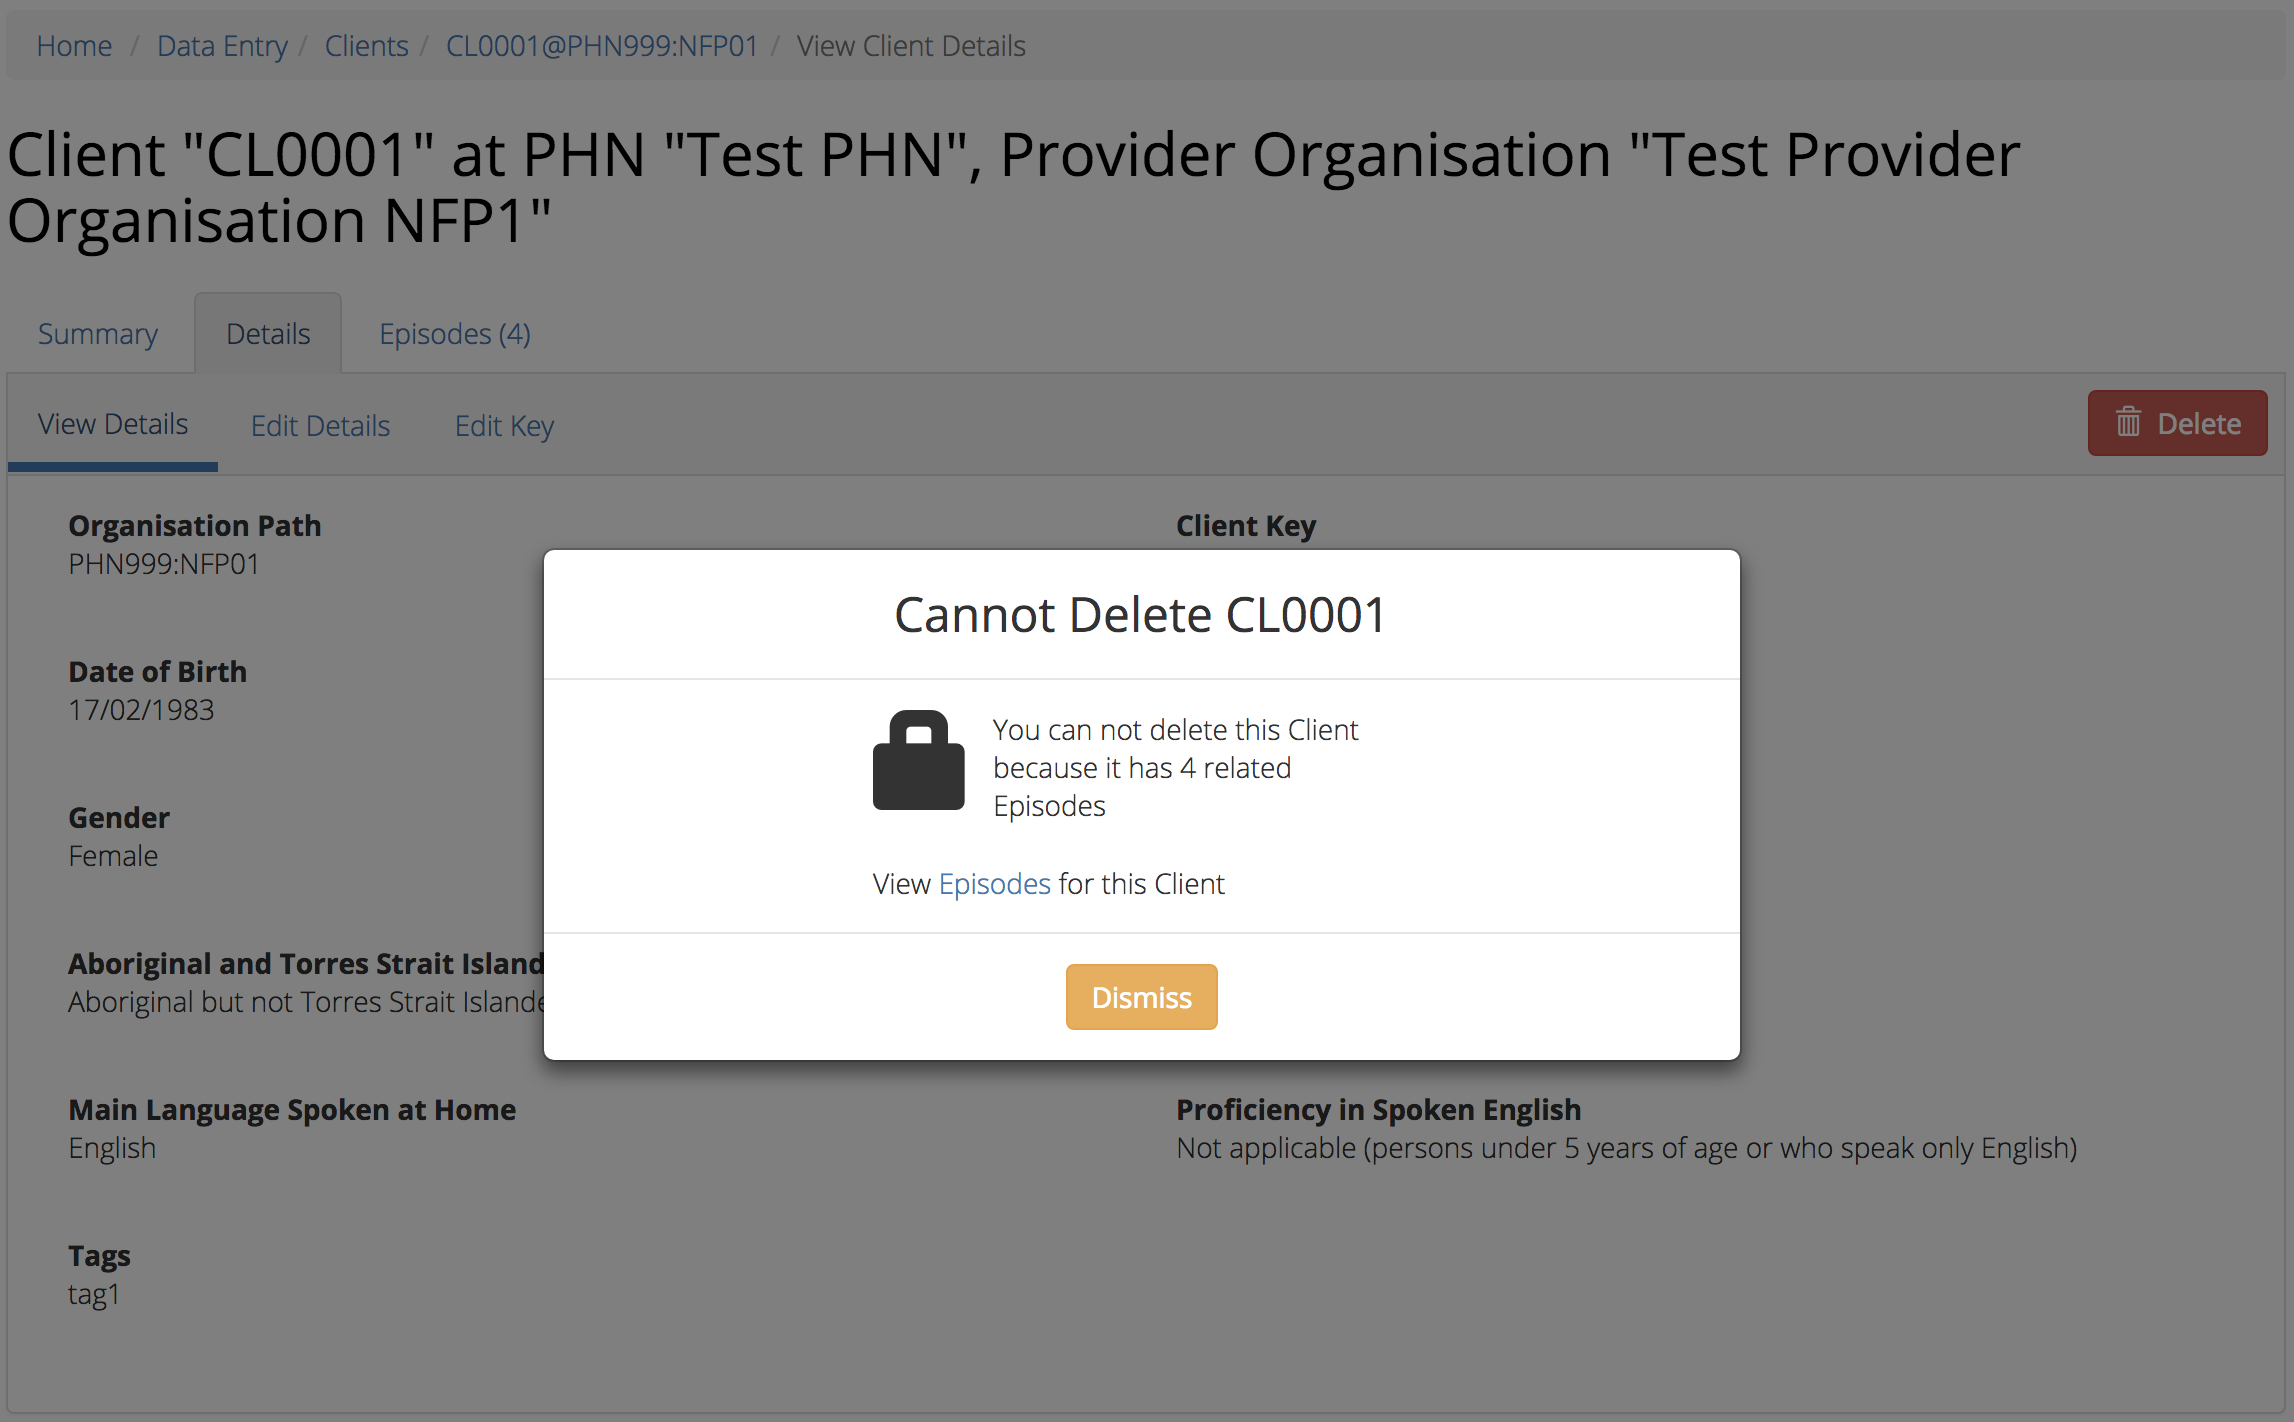 Home / Data Entry / Clients / CL0001@PHN999:NFP01 / View Client Details
Client "CL0001" at PHN "Test PHN", Provider Organisation "Test Provider
Organisation NFP1"
Summary Details Episodes (4)
View Details Edit Details Edit Key Delete
Organisation Path
PHN999:NFP01
Client Key
Date of Birth
17/02/1983
Gender
Female
Aboriginal and Torres Strait
Aboriginal but not Torres Strait
Cannot Delete CL0001
You can not delete this Client
because it has 4 related
Episodes
View Episodes for this Client
Dismiss
Main Language Spoken at Home
English
Proficiency in Spoken English
Not applicable (persons under 5 years of age or who speak only English)
Tags
tag1